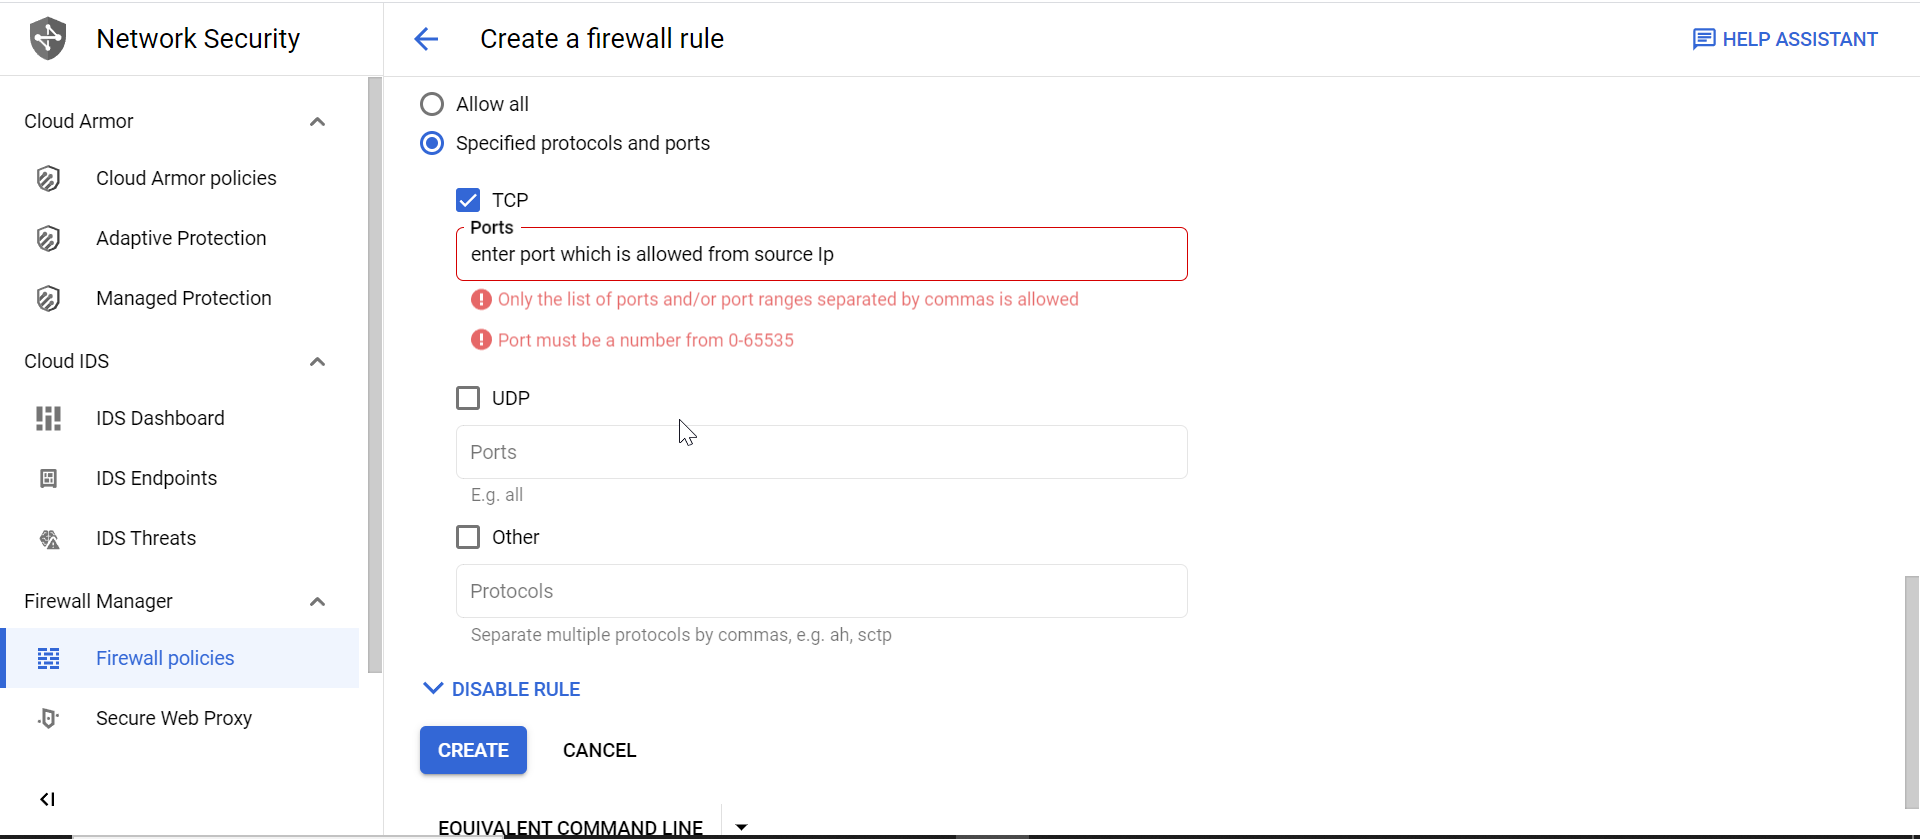 Network Security
Create a firewall rule
HELP ASSISTANT
Cloud Armor
Cloud Armor policies
Adaptive Protection
Managed Protection
Cloud IDS
IDS Dashboard
IDS Endpoints
IDS Threats
Firewall Manager
Firewall policies
Secure Web Proxy
Allow all
Specified protocols and ports
TCP
Ports
enter port which is allowed from source Ip
Only the list of ports and/or port ranges separated by commas is allowed
Port must be a number from 0-65535
UDP
Ports
E.g. all
Other
Protocols
Separate multiple protocols by commas, e.g. ah, sctp
DISABLE RULE
CREATE
CANCEL
EQUIVALENT COMMAND LINE